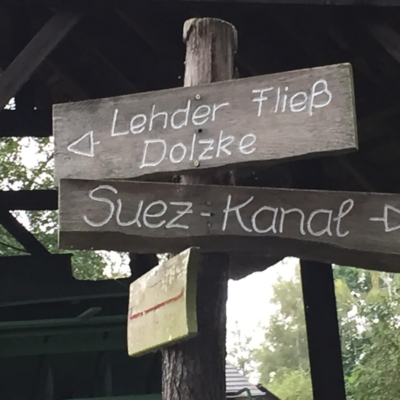 Lehder Fließ
Dolzke
Suez-Kanal